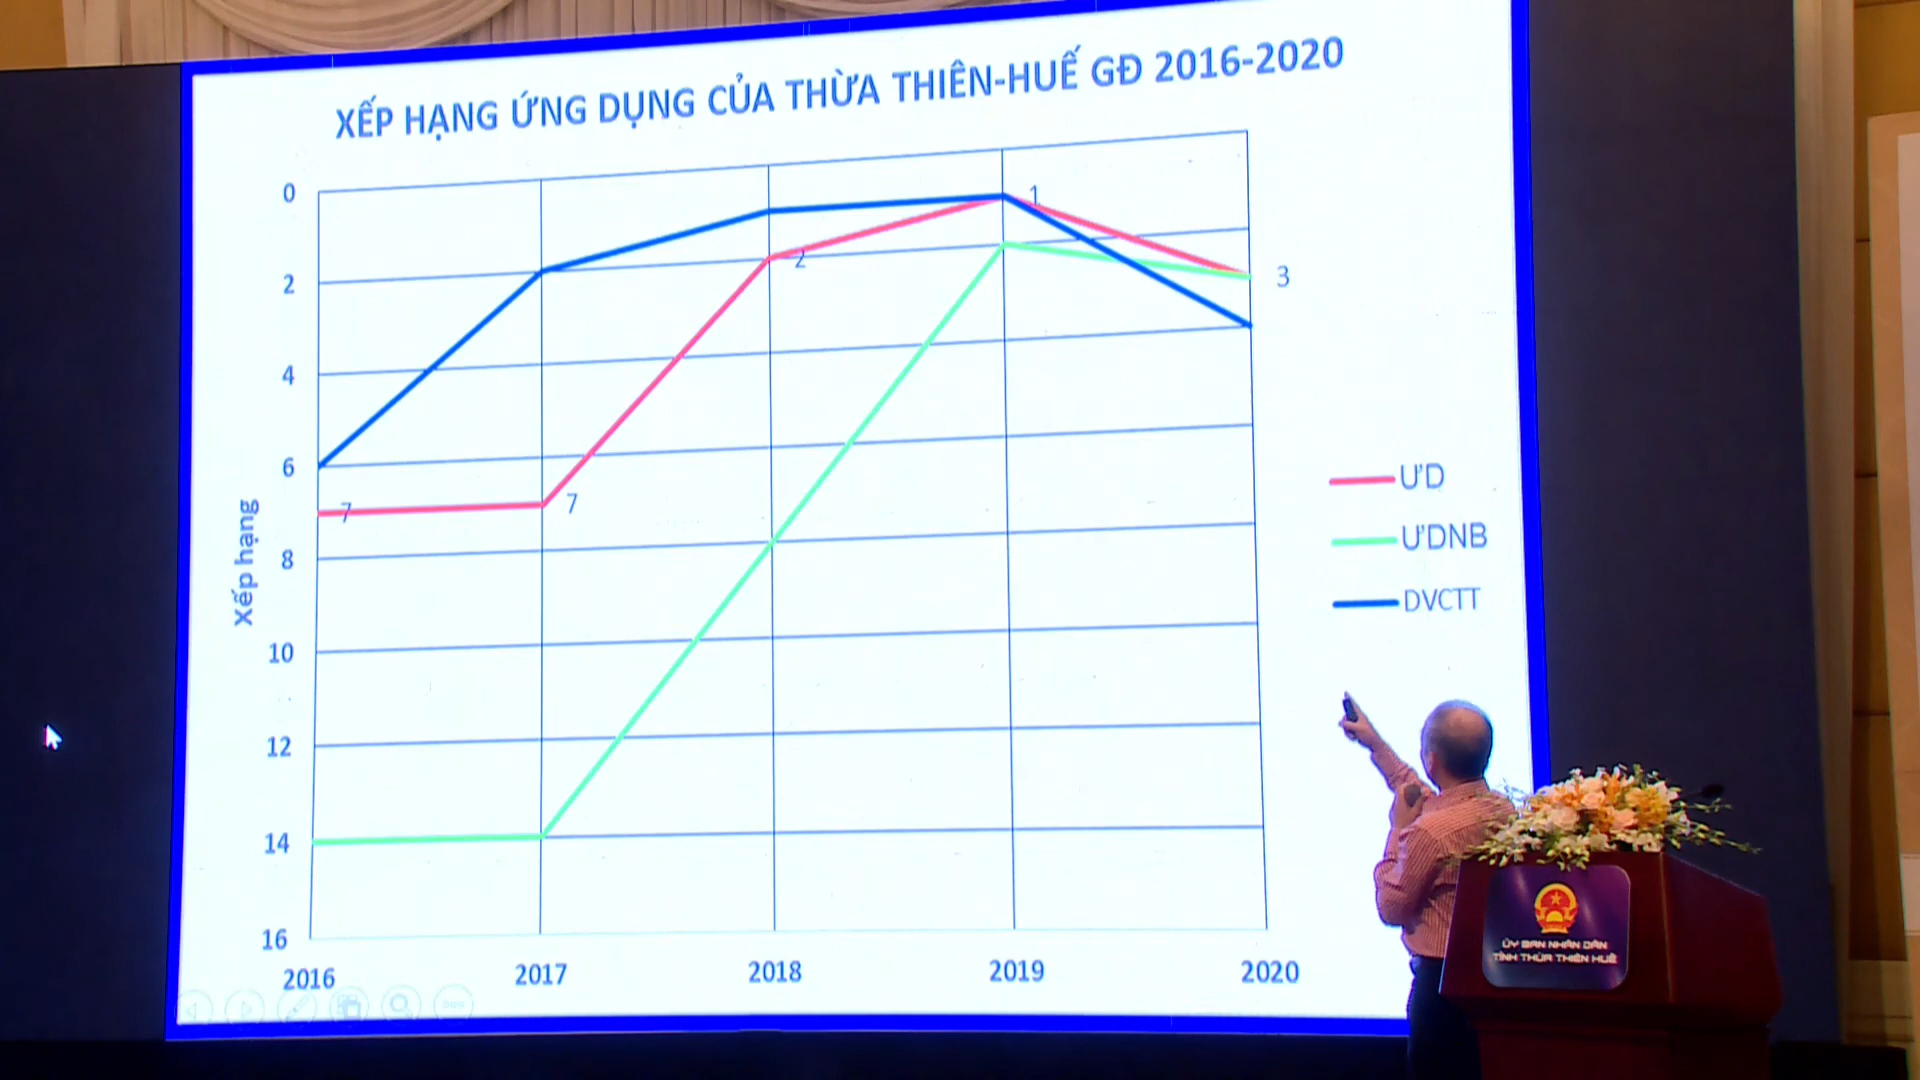 XẾP HẠNG ỨNG DỤNG CỦA THỪA THIÊN-HUẾ GĐ 2016-2020
0
2
4
6
8
10
12
14
16
Xếp hạng
7
7
2
1
3
2016
2017
2018
2019
2020
ƯD
ƯDNB
DVCTT
ỦY BAN NHÂN DÂN
TỈNH THỪA THIÊN HUẾ